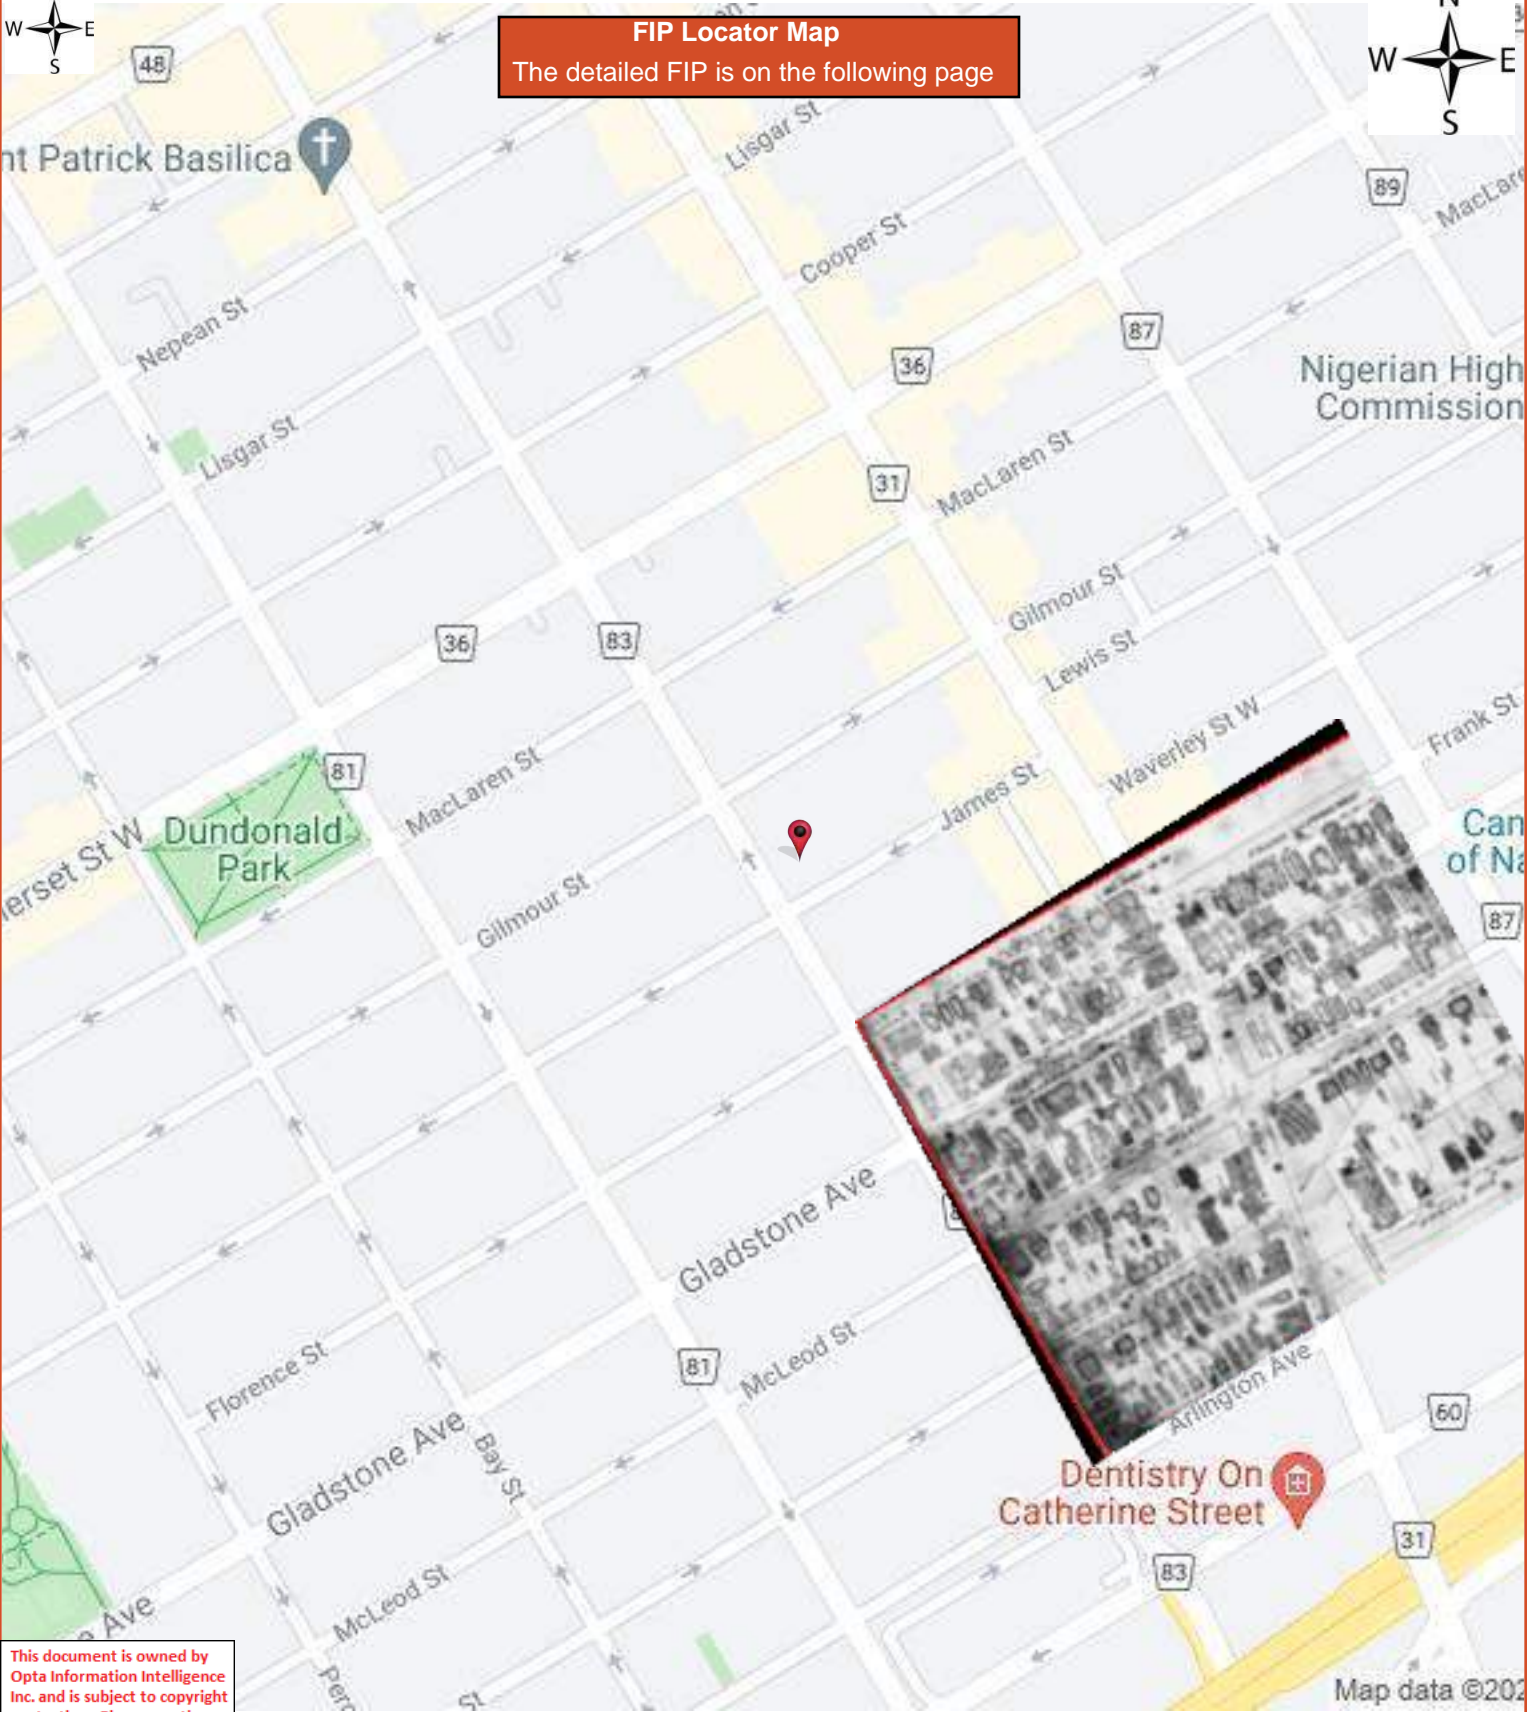 W E
S
FIP Locator Map
The detailed FIP is on the following page
N
W E
S
48
nt Patrick Basilica
Lisgar St
89
MacLare
Cooper St
Nepean St
87
36
Nigerian High
Commission
Lisgar St
MacLaren St
31
Gilmour St
36
83
Lewis St
Waverley St W
Frank St
81
MacLaren St
James St
Dundonald
Park
erset St W
Can
of Na
Gilmour St
87
Gladstone Ave
81
McLeod St
Florence St
Arlington Ave
60
Gladstone Ave
Bay St
Dentistry On
Catherine Street
31
83
McLeod St
Ave
St
This document is owned by
Opta Information Intelligence
Inc. and is subject to copyright
Perc
Map data ©202